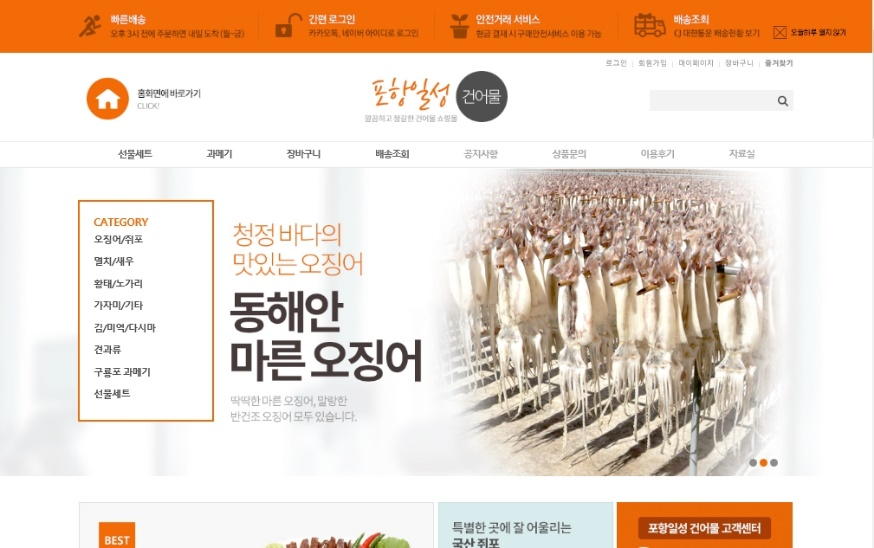 빠른배송
오후 3시 전에 주문하면 내일 도착 (월~금)
간편 로그인
카카오톡, 네이버 아이디로 로그인
안전거래 서비스
현금 결제 시 구매안전서비스 이용 가능
배송조회
CJ 대한통운 배송현황 보기
오늘하루 열지 않기
로그인 | 회원가입 | 마이페이지 | 장바구니 | 즐겨찾기
홈화면에 바로가기
CLICK!
포항일성 건어물
깔끔하고 정갈한 건어물 쇼핑몰
선물세트 과메기 장바구니 배송조회 공지사항 상품문의 이용후기 자료실
CATEGORY
오징어/쥐포
멸치/새우
황태/노가리
가자미/기타
김/미역/다시마
견과류
구룡포 과메기
선물세트
청정 바다의
맛있는 오징어
동해안
마른 오징어
딱딱한 마른 오징어, 말랑한
반건조 오징어 모두 있습니다.
BEST
특별한 곳에 잘 어울리는
국산 쥐포
포항일성 건어물 고객센터